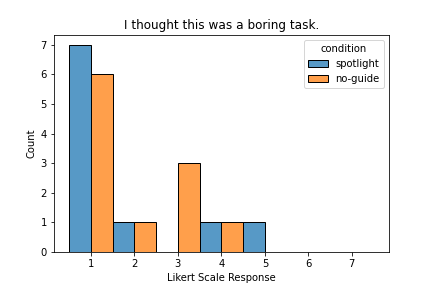 I thought this was a boring task.
condition
spotlight
no-guide
7
6
5
4
3
2
1
0
Count
1 2 3 4 5 6 7
Likert Scale Response